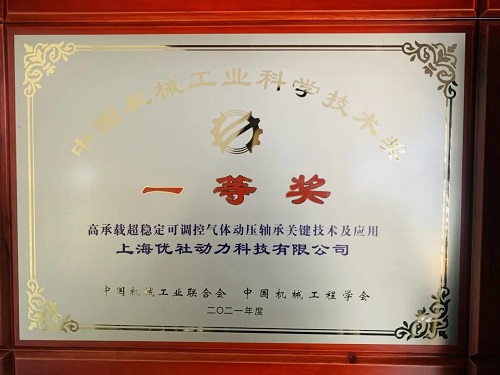 中国机械工业科学技术奖
一等奖
高承载超稳定可调控气体动压轴承关键技术及应用
上海优社动力科技有限公司
中国机械工业联合会 中国机械工程学会
二〇二一年度